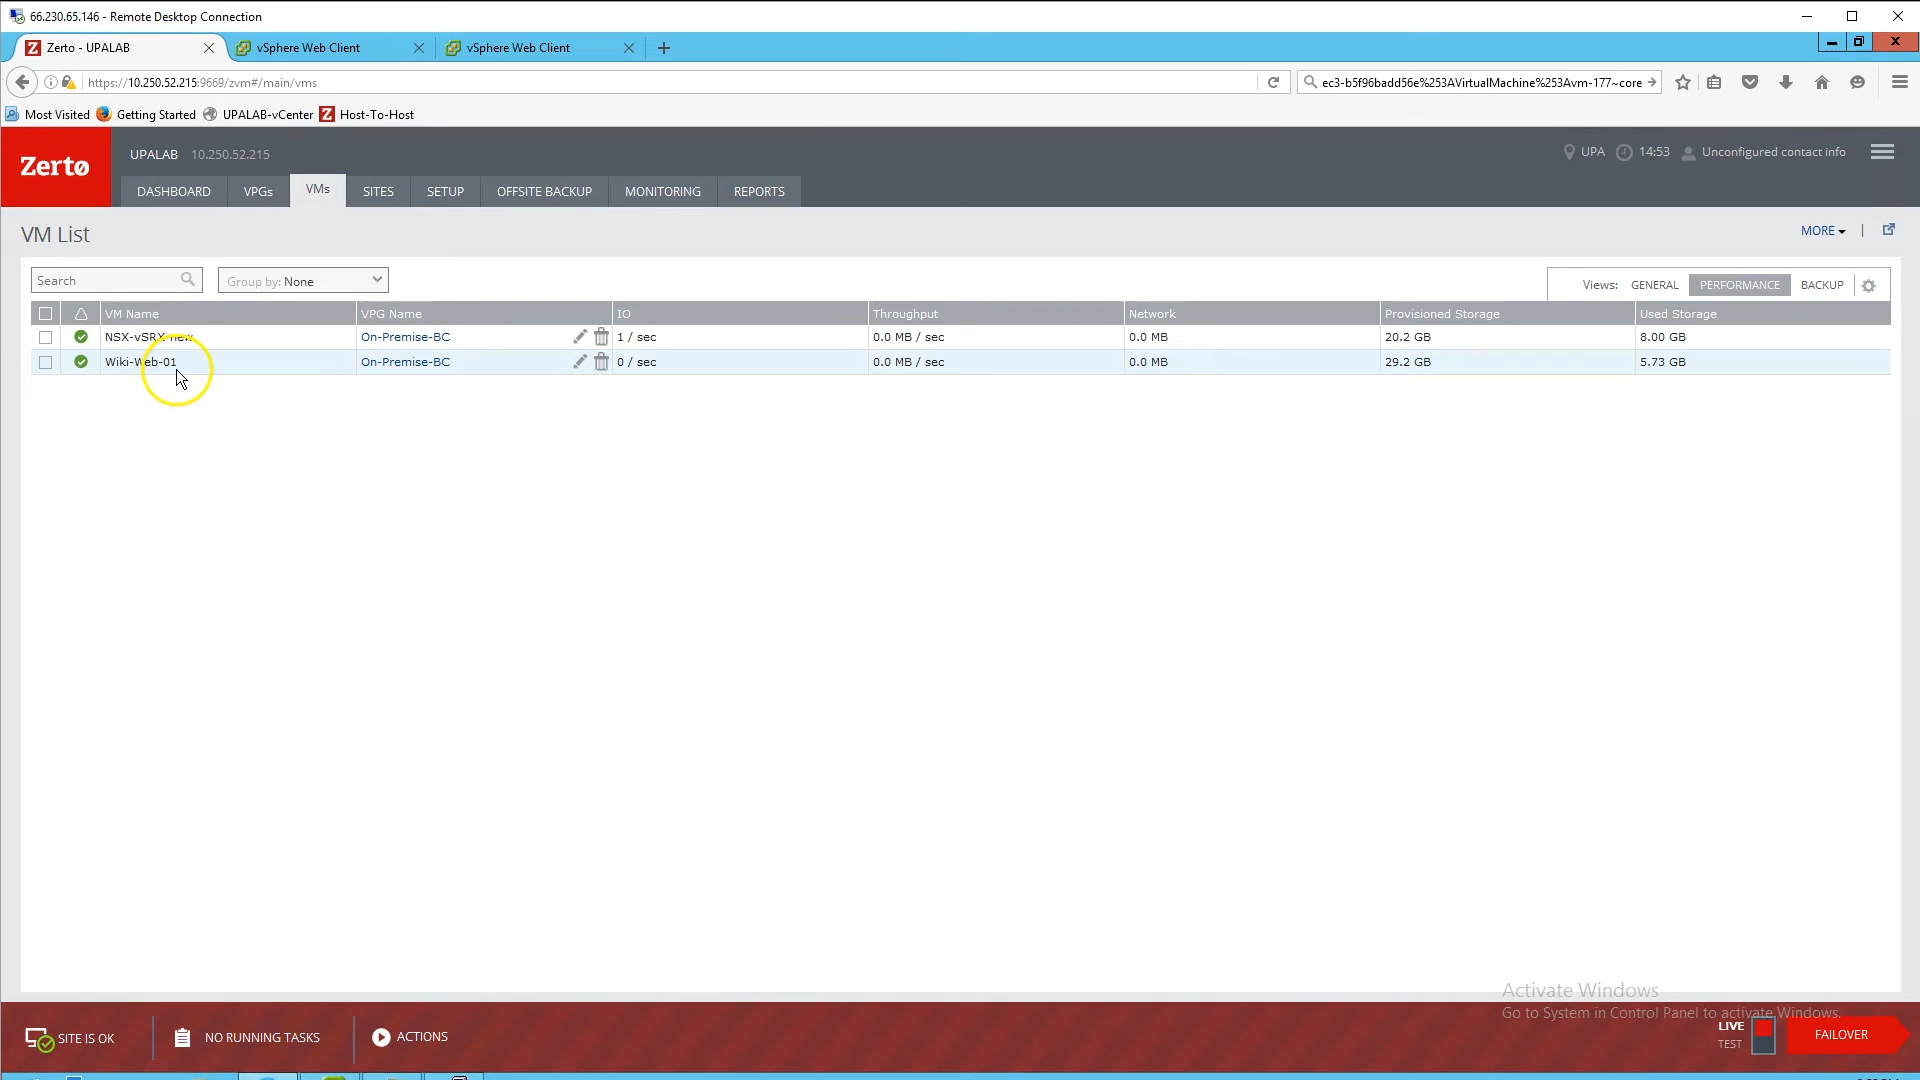 66.230.65.146 - Remote Desktop Connection
Zerto - UPALAB
vSphere Web Client
vSphere Web Client
https://10.250.52.215:9669/zvm#/main/vms
ec3-b5f96badd56e%253AVirtualMachine%253Avm-177~core
Most Visited
Getting Started
UPALAB-vCenter
Host-To-Host
Zerto
UPALAB 10.250.52.215
UPA
14:53
Unconfigured contact info
DASHBOARD
VPGs
VMs
SITES
SETUP
OFFSITE BACKUP
MONITORING
REPORTS
VM List
MORE
Search
Group by: None
Views: GENERAL PERFORMANCE BACKUP
VM Name VPG Name IO Throughput Network Provisioned Storage Used Storage
NSX-vSRX-new On-Premise-BC 1 / sec 0.0 MB / sec 0.0 MB 20.2 GB 8.00 GB
Wiki-Web-01 On-Premise-BC 0 / sec 0.0 MB / sec 0.0 MB 29.2 GB 5.73 GB
Activate Windows
Go to System in Control Panel to activate Windows.
SITE IS OK
NO RUNNING TASKS
ACTIONS
LIVE
TEST
FAILOVER